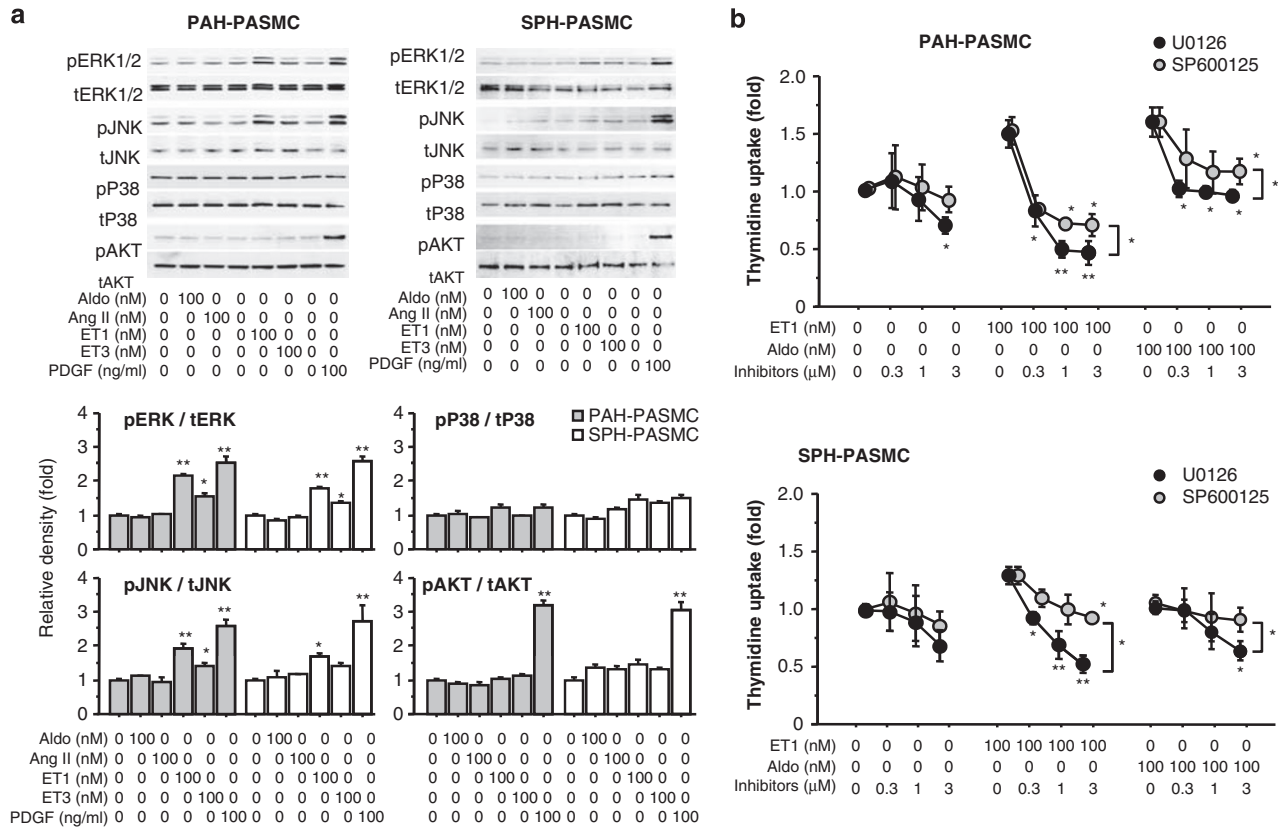 a
PAH-PASMC
pERK1/2
tERK1/2
pJNK
tJNK
pP38
tP38
pAKT
tAKT
Aldo (nM) 0 100 0 0 0 0 0
Ang II (nM) 0 0 100 0 0 0 0
ET1 (nM) 0 0 0 0 100 0 0
ET3 (nM) 0 0 0 0 0 100 0 0
PDGF (ng/ml) 0 0 0 0 0 0 0 100
SPH-PASMC
pERK1/2
tERK1/2
pJNK
tJNK
pP38
tP38
pAKT
tAKT
Aldo (nM) 0 100 0 0 0 0 0
Ang II (nM) 0 0 100 0 0 0 0
ET1 (nM) 0 0 0 0 100 0 0
ET3 (nM) 0 0 0 0 0 100 0 0
PDGF (ng/ml) 0 0 0 0 0 0 100
Relative density (fold)
pERK / tERK
4
3
2
1
0
** * ** ** * **
pP38 / tP38
PAH-PASMC
SPH-PASMC
4
3
2
1
0
pJNK / tJNK
4
3
2
1
0
** * ** * **
pAKT / tAKT
4
3
2
1
0
** **
Aldo (nM) 0 100 0 0 0 0 0 100 0 0 0 0
Ang II (nM) 0 0 100 0 0 0 0 0 100 0 0 0
ET1 (nM) 0 0 0 100 0 0 0 0 0 100 0 0
ET3 (nM) 0 0 0 0 100 0 0 0 0 0 100 0
PDGF (ng/ml) 0 0 0 0 0 100 0 0 0 0 0 100
0 100 0 0 0 0 0 100 0 0 0 0
0 0 100 0 0 0 0 0 100 0 0 0
0 0 0 100 0 0 0 0 0 100 0 0
0 0 0 0 100 0 0 0 0 0 100 0
0 0 0 0 0 100 0 0 0 0 0 100
b
PAH-PASMC
U0126
SP600125
Thymidine uptake (fold)
2.0
1.5
1.0
0.5
0
* * * * ** ** * * * * * *
ET1 (nM) 0 0 0 0 100 100 100 100 0 0 0 0
Aldo (nM) 0 0 0 0 0 0 0 0 100 100 100 100
Inhibitors (μM) 0 0.3 1 3 0 0.3 1 3 0 0.3 1 3
SPH-PASMC
U0126
SP600125
Thymidine uptake (fold)
2.0
1.5
1.0
0.5
0
* ** ** * * * *
ET1 (nM) 0 0 0 0 100 100 100 100 0 0 0 0
Aldo (nM) 0 0 0 0 0 0 0 0 100 100 100 100
Inhibitors (μM) 0 0.3 1 3 0 0.3 1 3 0 0.3 1 3